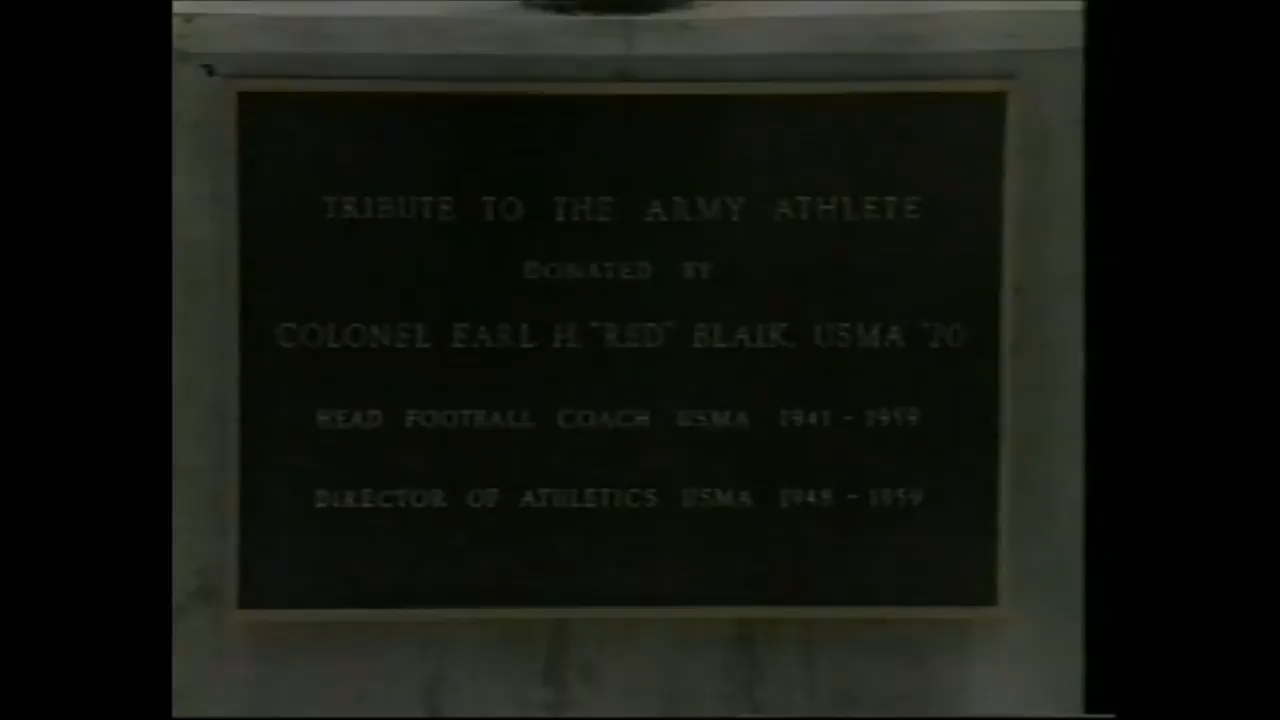 TRIBUTE TO THE ARMY ATHLETE
DONATED BY
COLONEL EARL H. "RED" BLAIK, USMA '20
HEAD FOOTBALL COACH USMA 1941 - 1959
DIRECTOR OF ATHLETICS USMA 1948 - 1959